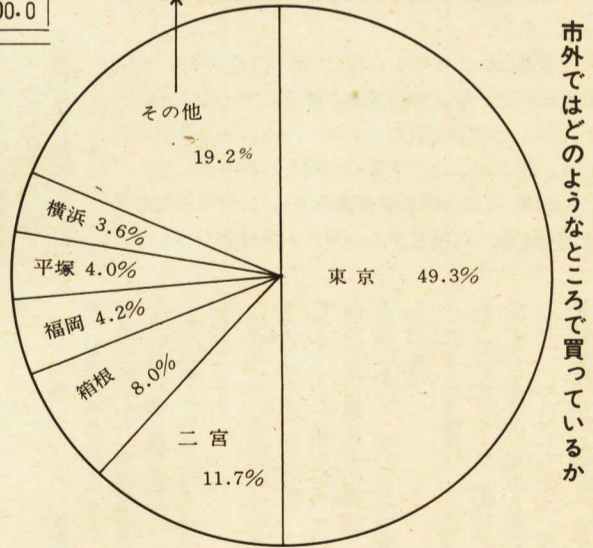 00.0
市外ではどのようなところで買っているか
東京 49.3%
その他
19.2%
横浜 3.6%
平塚 4.0%
福岡 4.2%
箱根 8.0%
二宮
11.7%